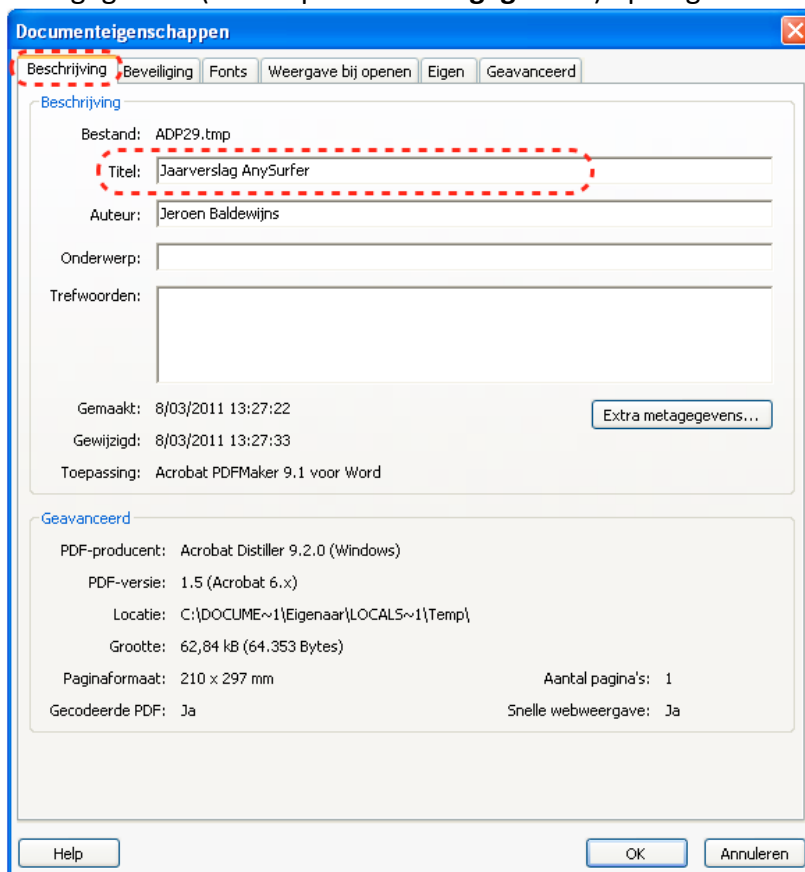 Documenteigenschappen
Beschrijving Beveiliging Fonts Weergave bij openen Eigen Geavanceerd
Beschrijving
Bestand: ADP29.tmp
Titel: Jaarverslag AnySurfer
Auteur: Jeroen Baldewijns
Onderwerp:
Trefwoorden:
Gemaakt: 8/03/2011 13:27:22
Extra metagegevens...
Gewijzigd: 8/03/2011 13:27:33
Toepassing: Acrobat PDFMaker 9.1 voor Word
Geavanceerd
PDF-producent: Acrobat Distiller 9.2.0 (Windows)
PDF-versie: 1.5 (Acrobat 6.x)
Locatie: C:\DOCUME~1\Eigenaar\LOCALS~1\Temp\
Grootte: 62,84 kB (64.353 Bytes)
Paginaformaat: 210 x 297 mm Aantal pagina's: 1
Gecodeerde PDF: Ja Snelle webweergave: Ja
Help OK Annuleren